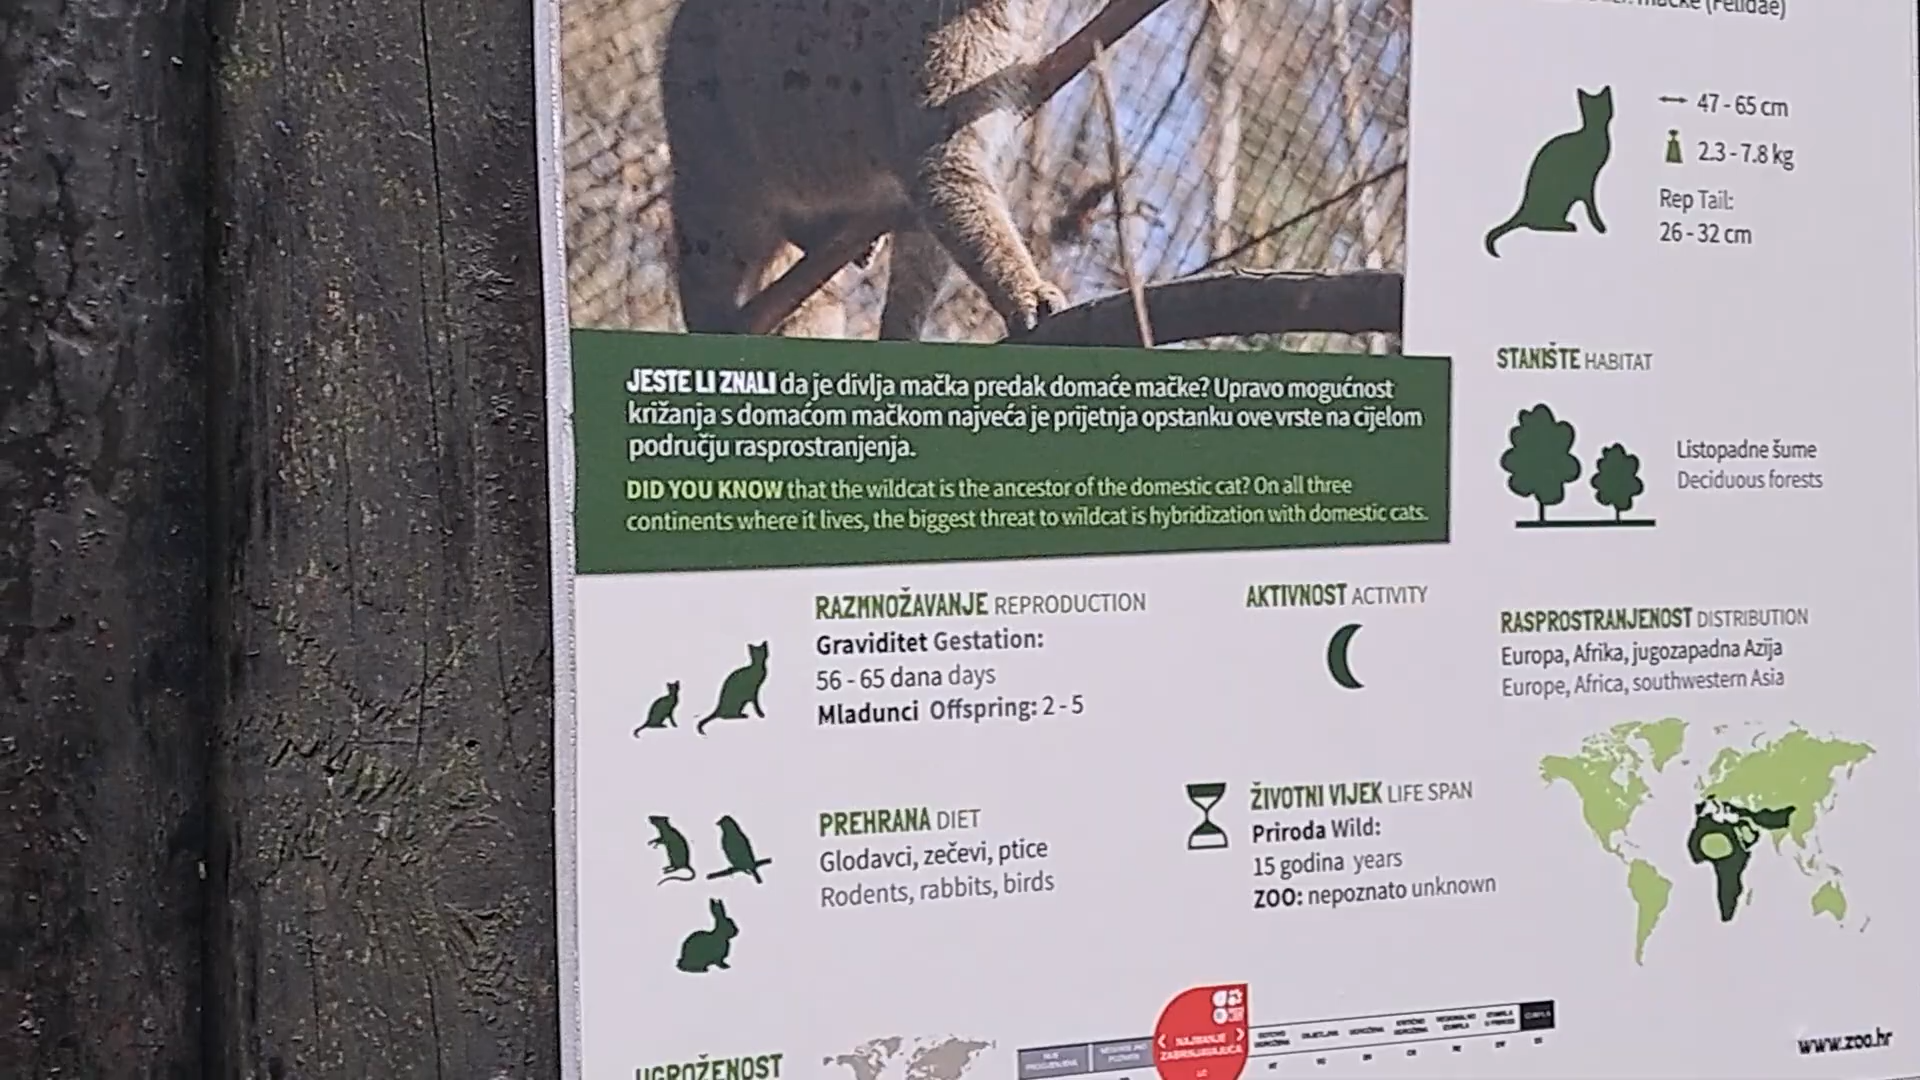 mačke (Felidae)
47 - 65 cm
2.3 - 7.8 kg
Rep Tail:
26 - 32 cm
JESTE LI ZNALI da je divlja mačka predak domaće mačke? Upravo mogućnost
križanja s domaćom mačkom najveća je prijetnja opstanku ove vrste na cijelom
području rasprostranjenja.
DID YOU KNOW that the wildcat is the ancestor of the domestic cat? On all three
continents where it lives, the biggest threat to wildcat is hybridization with domestic cats.
STANIŠTE HABITAT
Listopadne šume
Deciduous forests
RAZMNOŽAVANJE REPRODUCTION
Graviditet Gestation:
56 - 65 dana days
Mladunci Offspring: 2 - 5
AKTIVNOST ACTIVITY
RASPROSTRANJENOST DISTRIBUTION
Europa, Afrika, jugozapadna Azija
Europe, Africa, southwestern Asia
PREHRANA DIET
Glodavci, zečevi, ptice
Rodents, rabbits, birds
ŽIVOTNI VIJEK LIFE SPAN
Priroda Wild:
15 godina years
ZOO: nepoznato unknown
UGROŽENOST
NAJMANJE
ZABRINJAVAJUĆA
LC
www.zoo.hr